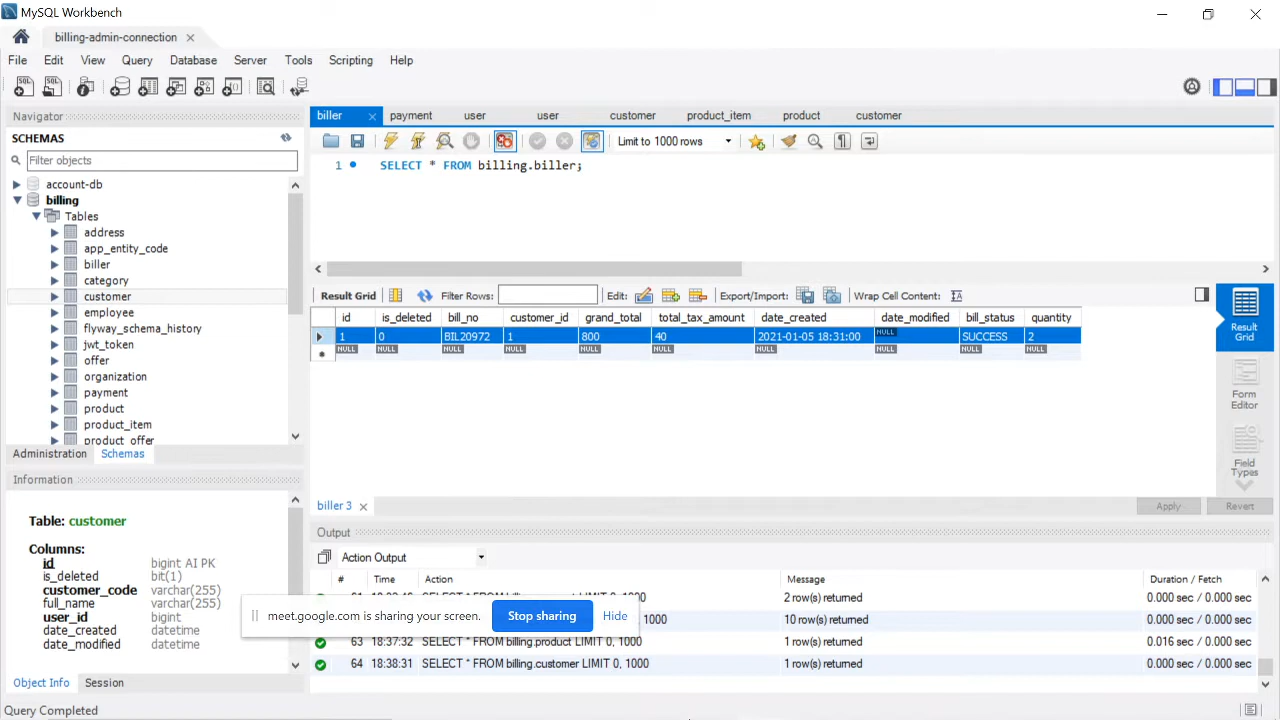 MySQL Workbench
billing-admin-connection
File Edit View Query Database Server Tools Scripting Help
Navigator
SCHEMAS
Filter objects
account-db
billing
Tables
address
app_entity_code
biller
category
customer
employee
flyway_schema_history
jwt_token
offer
organization
payment
product
product_item
product_offer
Administration Schemas
Information
Table: customer
Columns:
id bigint AI PK
is_deleted bit(1)
customer_code varchar(255)
full_name varchar(255)
user_id bigint
date_created datetime
date_modified datetime
Object Info Session
Query Completed
biller payment user user customer product_item product customer
Limit to 1000 rows
1 SELECT * FROM billing.biller;
Result Grid Filter Rows: Edit: Export/Import: Wrap Cell Content:
id is_deleted bill_no customer_id grand_total total_tax_amount date_created date_modified bill_status quantity
1 0 BIL20972 1 800 40 2021-01-05 18:31:00 NULL SUCCESS 2
NULL NULL NULL NULL NULL NULL NULL NULL NULL
Result
Grid
Form
Editor
Field
Types
biller 3
Apply Revert
Output
Action Output
# Time Action Message Duration / Fetch
1000 2 row(s) returned 0.000 sec / 0.000 sec
1000 10 row(s) returned 0.000 sec / 0.000 sec
63 18:37:32 SELECT * FROM billing.product LIMIT 0, 1000 1 row(s) returned 0.016 sec / 0.000 sec
64 18:38:31 SELECT * FROM billing.customer LIMIT 0, 1000 1 row(s) returned 0.000 sec / 0.000 sec
meet.google.com is sharing your screen. Stop sharing Hide